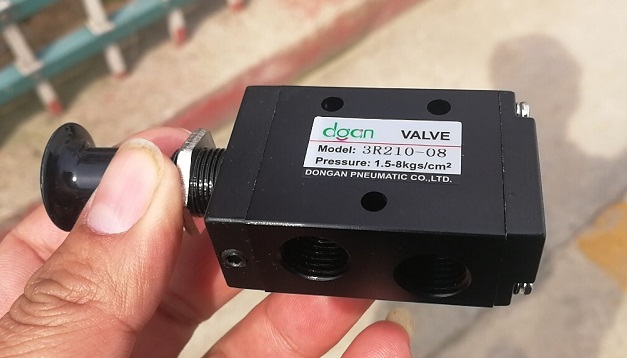 dgan VALVE
Model: 3R210-08
Pressure: 1.5-8kgs/cm²
DONGAN PNEUMATIC CO.,LTD.